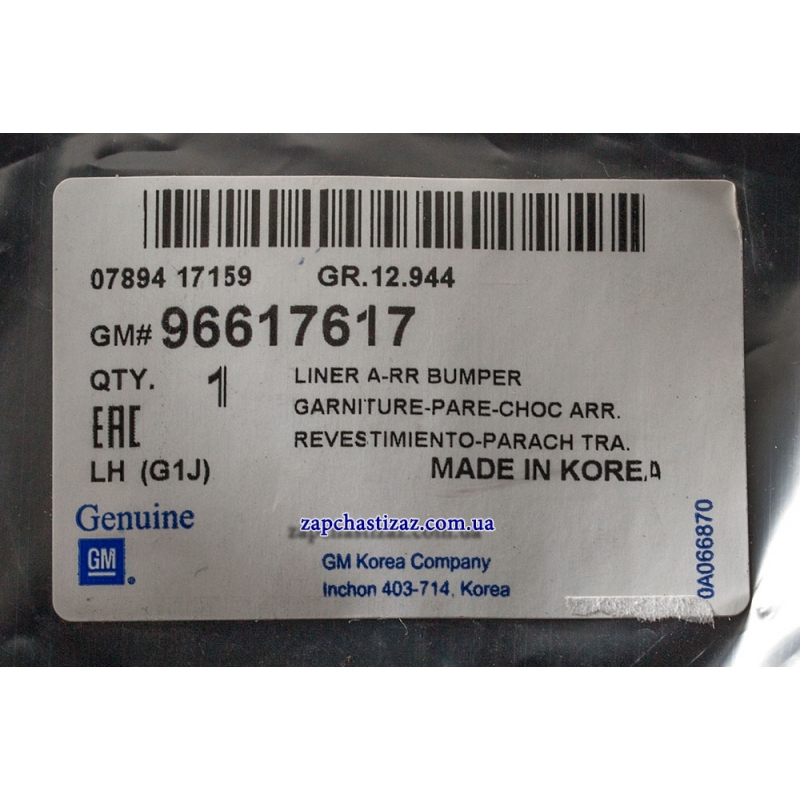 07894 17159 GR.12.944
GM# 96617617
QTY. 1 LINER A-RR BUMPER
GARNITURE-PARE-CHOC ARR.
EAC REVESTIMIENTO-PARACH TRA.
LH (G1J) MADE IN KOREA
Genuine
zapchastizaz.com.ua
GM
GM Korea Company
Inchon 403-714, Korea
0A066870